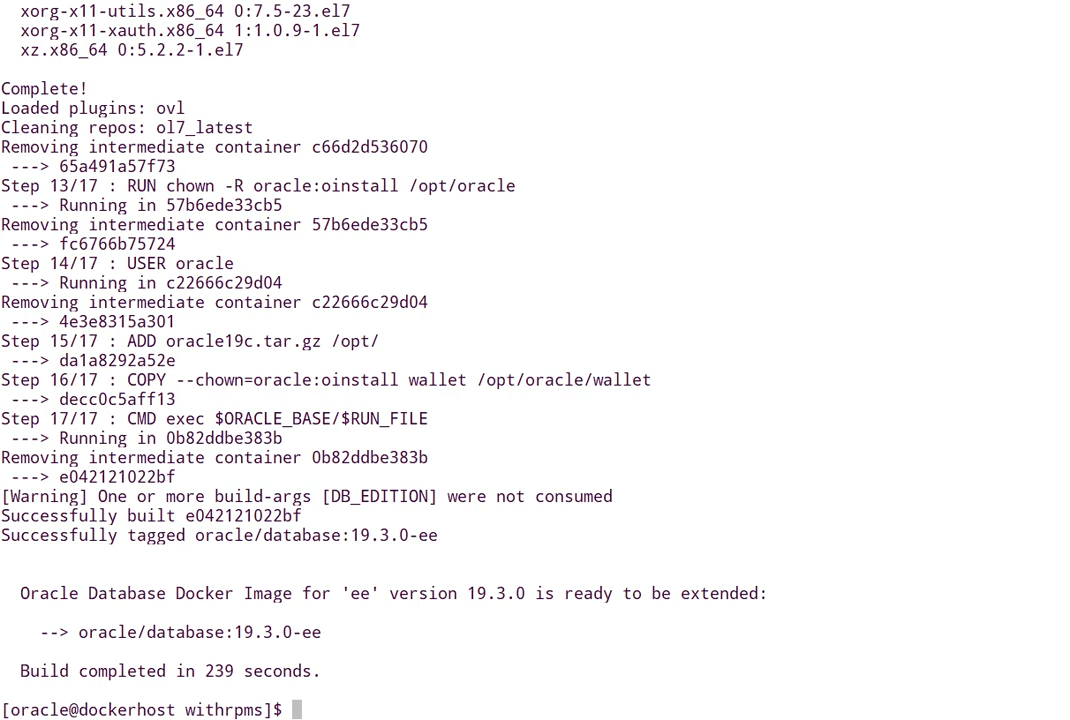 xorg-x11-utils.x86_64 0:7.5-23.el7
xorg-x11-xauth.x86_64 1:1.0.9-1.el7
xz.x86_64 0:5.2.2-1.el7
Complete!
Loaded plugins: ovl
Cleaning repos: ol7_latest
Removing intermediate container c66d2d536070
---> 65a491a57f73
Step 13/17 : RUN chown -R oracle:oinstall /opt/oracle
---> Running in 57b6ede33cb5
Removing intermediate container 57b6ede33cb5
---> fc6766b75724
Step 14/17 : USER oracle
---> Running in c22666c29d04
Removing intermediate container c22666c29d04
---> 4e3e8315a301
Step 15/17 : ADD oracle19c.tar.gz /opt/
---> da1a8292a52e
Step 16/17 : COPY --chown=oracle:oinstall wallet /opt/oracle/wallet
---> decc0c5aff13
Step 17/17 : CMD exec $ORACLE_BASE/$RUN_FILE
---> Running in 0b82ddbe383b
Removing intermediate container 0b82ddbe383b
---> e042121022bf
[Warning] One or more build-args [DB_EDITION] were not consumed
Successfully built e042121022bf
Successfully tagged oracle/database:19.3.0-ee
Oracle Database Docker Image for 'ee' version 19.3.0 is ready to be extended:
--> oracle/database:19.3.0-ee
Build completed in 239 seconds.
[oracle@dockerhost withrpms]$